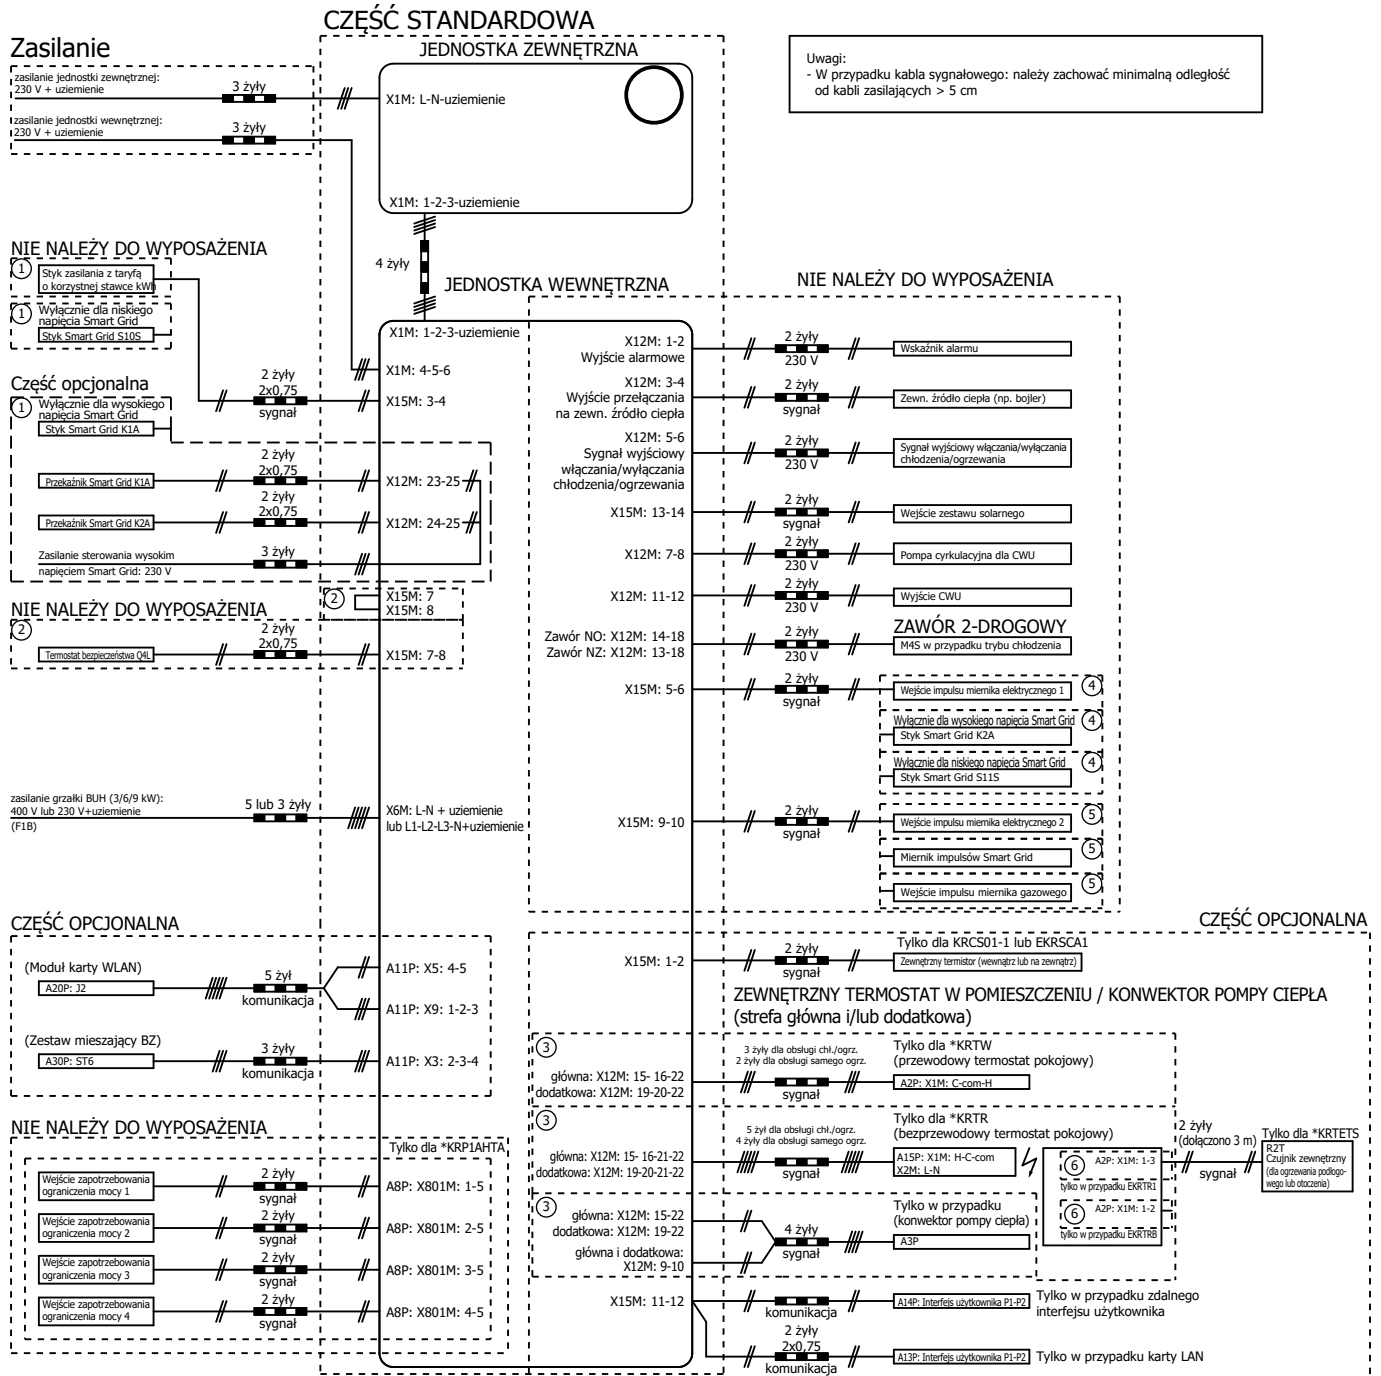 CZĘŚĆ STANDARDOWA
Zasilanie
JEDNOSTKA ZEWNĘTRZNA
zasilanie jednostki zewnętrznej:
230 V + uziemienie
3 żyły
X1M: L-N-uziemienie
zasilanie jednostki wewnętrznej:
230 V + uziemienie
3 żyły
X1M: 1-2-3-uziemienie
Uwagi:
- W przypadku kabla sygnałowego: należy zachować minimalną odległość
od kabli zasilających > 5 cm
4 żyły
NIE NALEŻY DO WYPOSAŻENIA
1
Styk zasilania z taryfą
o korzystnej stawce kWh
1
Wyłącznie dla niskiego
napięcia Smart Grid
Styk Smart Grid S10S
Część opcjonalna
1
Wyłącznie dla wysokiego
napięcia Smart Grid
Styk Smart Grid K1A
2 żyły
2x0,75
sygnał
JEDNOSTKA WEWNĘTRZNA
X1M: 1-2-3-uziemienie
X1M: 4-5-6
X15M: 3-4
2 żyły
2x0,75
Przekaźnik Smart Grid K1A
X12M: 23-25
2 żyły
2x0,75
Przekaźnik Smart Grid K2A
X12M: 24-25
Zasilanie sterowania wysokim
napięciem Smart Grid: 230 V
3 żyły
NIE NALEŻY DO WYPOSAŻENIA
2
X15M: 7
X15M: 8
2
Termostat bezpieczeństwa Q4L
2 żyły
2x0,75
X15M: 7-8
zasilanie grzałki BUH (3/6/9 kW):
400 V lub 230 V+uziemienie
(F1B)
5 lub 3 żyły
X6M: L-N + uziemienie
lub L1-L2-L3-N+uziemienie
NIE NALEŻY DO WYPOSAŻENIA
X12M: 1-2
Wyjście alarmowe
2 żyły
230 V
Wskaźnik alarmu
X12M: 3-4
Wyjście przełączania
na zewn. źródło ciepła
2 żyły
sygnał
Zewn. źródło ciepła (np. bojler)
X12M: 5-6
Sygnał wyjściowy
włączania/wyłączania
chłodzenia/ogrzewania
2 żyły
230 V
Sygnał wyjściowy włączania/wyłączania
chłodzenia/ogrzewania
X15M: 13-14
2 żyły
sygnał
Wejście zestawu solarnego
X12M: 7-8
2 żyły
230 V
Pompa cyrkulacyjna dla CWU
X12M: 11-12
2 żyły
230 V
Wyjście CWU
ZAWÓR 2-DROGOWY
Zawór NO: X12M: 14-18
Zawór NZ: X12M: 13-18
2 żyły
230 V
M4S w przypadku trybu chłodzenia
X15M: 5-6
2 żyły
sygnał
Wejście impulsu miernika elektrycznego 1
4
Wyłącznie dla wysokiego napięcia Smart Grid
Styk Smart Grid K2A
4
Wyłącznie dla niskiego napięcia Smart Grid
Styk Smart Grid S11S
4
X15M: 9-10
2 żyły
sygnał
Wejście impulsu miernika elektrycznego 2
5
Miernik impulsów Smart Grid
5
Wejście impulsu miernika gazowego
5
CZĘŚĆ OPCJONALNA
(Moduł karty WLAN)
A20P: J2
5 żył
komunikacja
A11P: X5: 4-5
A11P: X9: 1-2-3
(Zestaw mieszający BZ)
A30P: ST6
3 żyły
komunikacja
A11P: X3: 2-3-4
NIE NALEŻY DO WYPOSAŻENIA
Tylko dla *KRP1AHTA
Wejście zapotrzebowania
ograniczenia mocy 1
2 żyły
sygnał
A8P: X801M: 1-5
Wejście zapotrzebowania
ograniczenia mocy 2
2 żyły
sygnał
A8P: X801M: 2-5
Wejście zapotrzebowania
ograniczenia mocy 3
2 żyły
sygnał
A8P: X801M: 3-5
Wejście zapotrzebowania
ograniczenia mocy 4
2 żyły
sygnał
A8P: X801M: 4-5
CZĘŚĆ OPCJONALNA
X15M: 1-2
2 żyły
sygnał
Tylko dla KRCS01-1 lub EKRSCA1
Zewnętrzny termistor (wewnątrz lub na zewnątrz)
ZEWNĘTRZNY TERMOSTAT W POMIESZCZENIU / KONWEKTOR POMPY CIEPŁA
(strefa główna i/lub dodatkowa)
3
główna: X12M: 15- 16-22
dodatkowa: X12M: 19-20-22
3 żyły dla obsługi chł./ogrz.
2 żyły dla obsługi samego ogrz.
sygnał
Tylko dla *KRTW
(przewodowy termostat pokojowy)
A2P: X1M: C-com-H
3
główna: X12M: 15- 16-21-22
dodatkowa: X12M: 19-20-21-22
5 żył dla obsługi chł./ogrz.
4 żyły dla obsługi samego ogrz.
sygnał
Tylko dla *KRTR
(bezprzewodowy termostat pokojowy)
A15P: X1M: H-C-com
X2M: L-N
6
A2P: X1M: 1-3
tylko w przypadku EKRTR1
6
A2P: X1M: 1-2
tylko w przypadku EKRTRB
2 żyły
(dołączono 3 m)
sygnał
Tylko dla *KRTETS
R2T
Czujnik zewnętrzny
(dla ogrzewania podłogo-
wego lub otoczenia)
3
główna: X12M: 15-22
dodatkowa: X12M: 19-22
główna i dodatkowa:
X12M: 9-10
4 żyły
sygnał
Tylko w przypadku
(konwektor pompy ciepła)
A3P
X15M: 11-12
komunikacja
A14P: Interfejs użytkownika P1-P2
Tylko w przypadku zdalnego
interfejsu użytkownika
2 żyły
2x0,75
komunikacja
A13P: Interfejs użytkownika P1-P2
Tylko w przypadku karty LAN